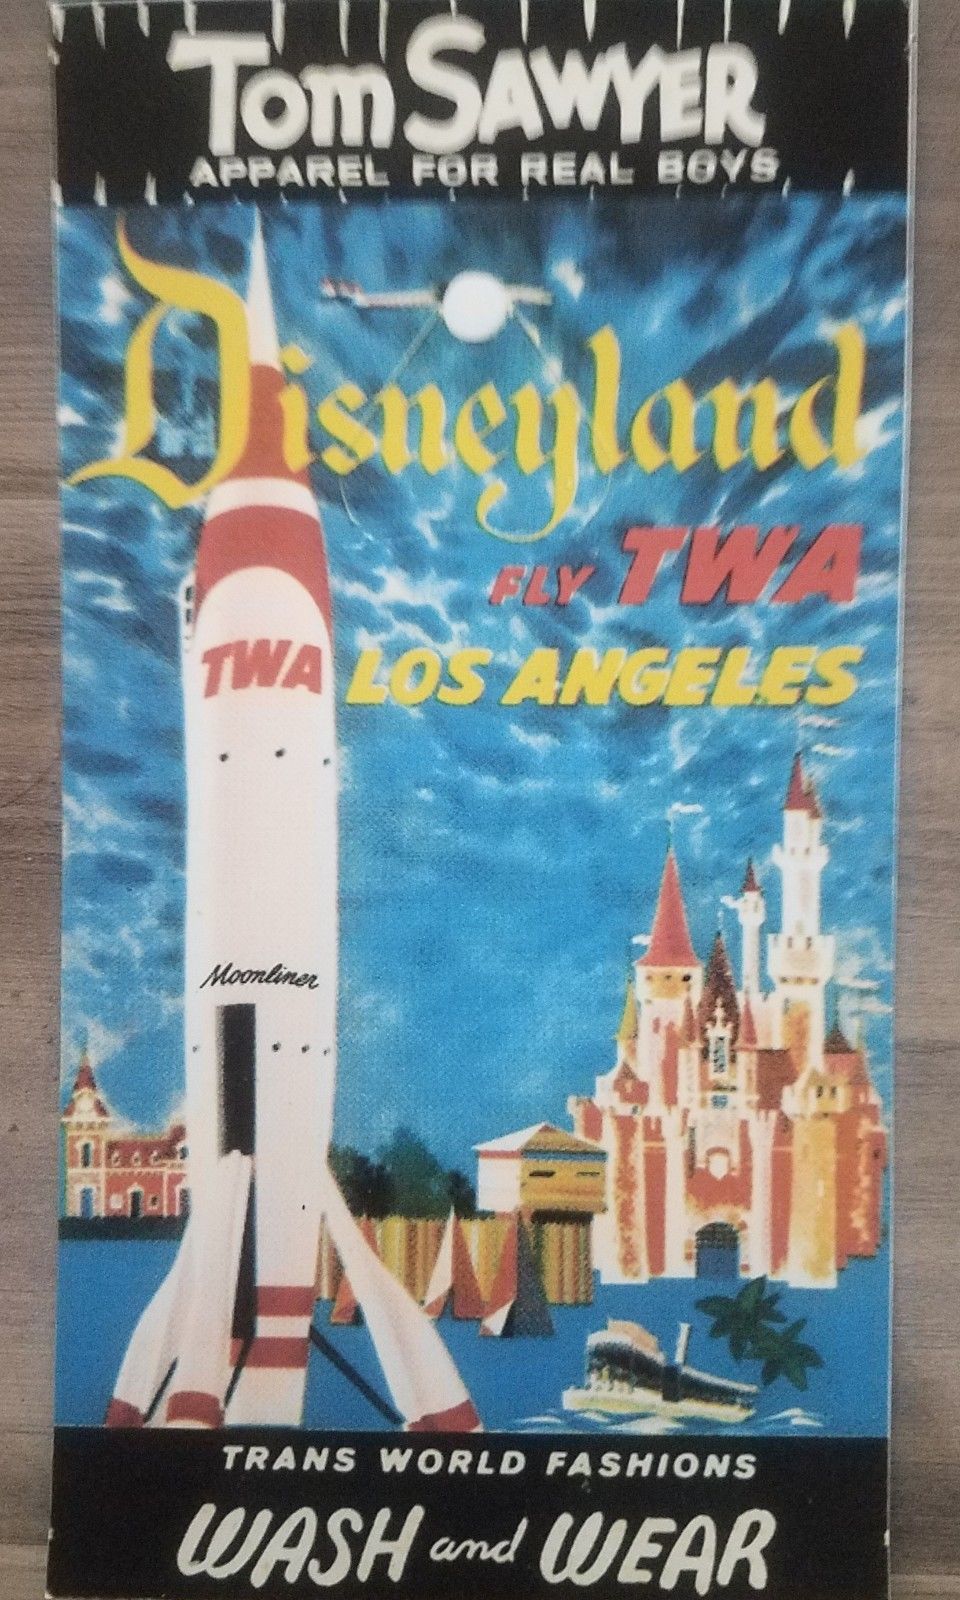 TOM SAWYER
APPAREL FOR REAL BOYS
Disneyland
FLY TWA
TWA
LOS ANGELES
Moonliner
TRANS WORLD FASHIONS
WASH and WEAR